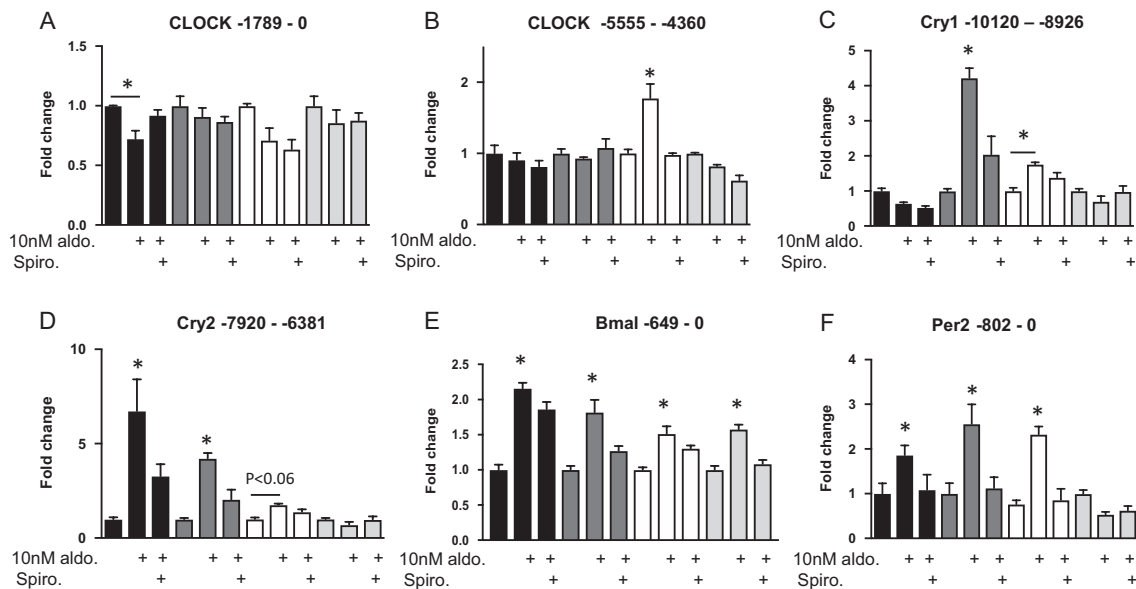 A
CLOCK -1789 - 0
Fold change
1.5
1.0
0.5
0.0
*
10nM aldo. + + + + + + + +
Spiro. + + + +
B
CLOCK -5555 - -4360
Fold change
2
1
0
*
+ + + + + + + +
+ + + +
C
Cry1 -10120 – -8926
Fold change
5
4
3
2
1
0
*
*
10nM aldo. + + + + + + + +
Spiro. + + + +
D
Cry2 -7920 - -6381
Fold change
10
5
0
*
*
P<0.06
10nM aldo. + + + + + + + +
Spiro. + + + +
E
Bmal -649 - 0
Fold change
2.5
2.0
1.5
1.0
0.5
0.0
*
*
*
*
10nM aldo. + + + + + + + +
Spiro. + + + +
F
Per2 -802 - 0
Fold change
4
3
2
1
0
*
*
*
10nM aldo. + + + + + + + +
Spiro. + + + +